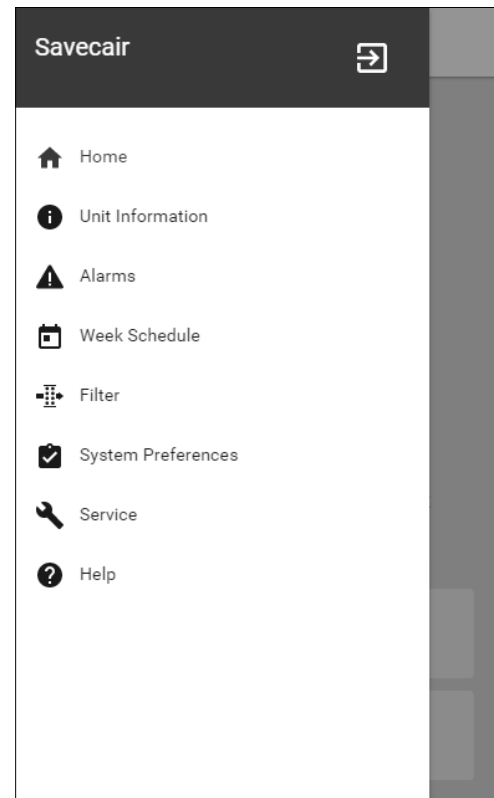 Savecair
Home
Unit Information
Alarms
Week Schedule
Filter
System Preferences
Service
Help